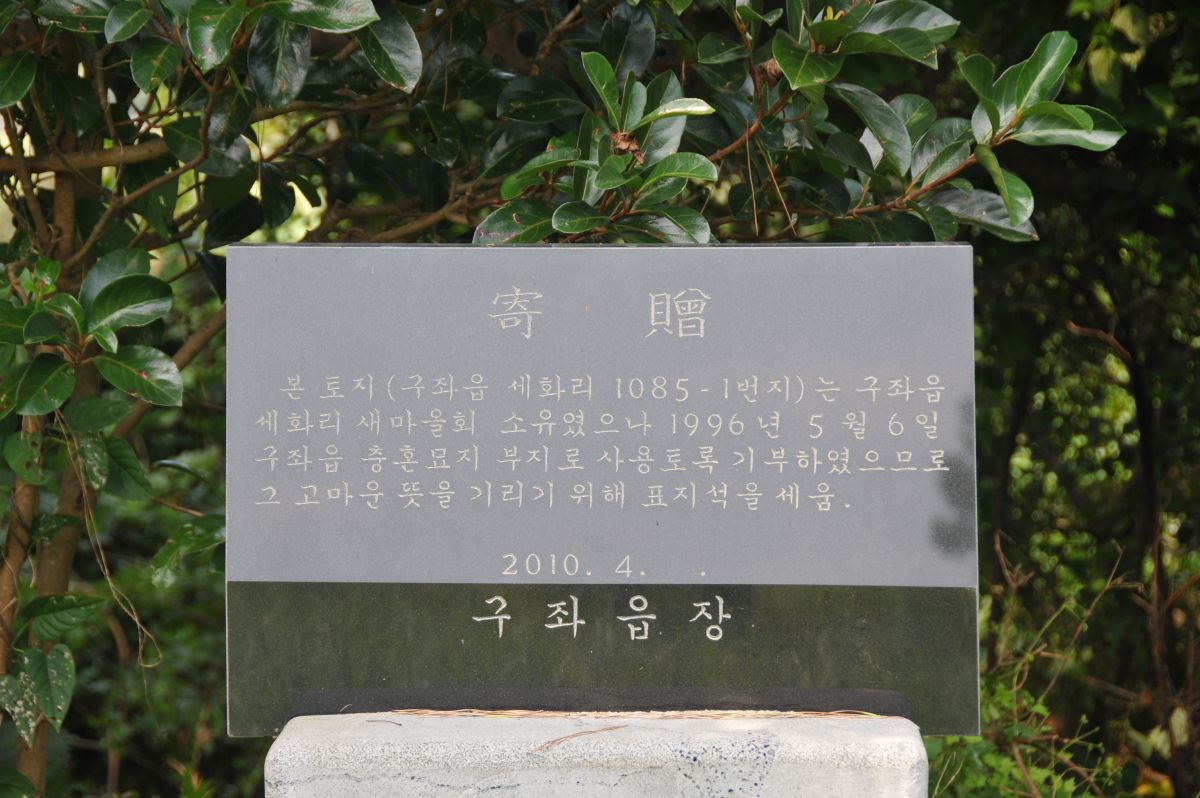 寄 贈
본 토지(구좌읍 세화리 1085-1번지)는 구좌읍
세화리 새마을회 소유였으나 1996년 5월 6일
구좌읍 충혼묘지 부지로 사용토록 기부하였으므로
그 고마운 뜻을 기리기 위해 표지석을 세움.
2010. 4. .
구좌읍장